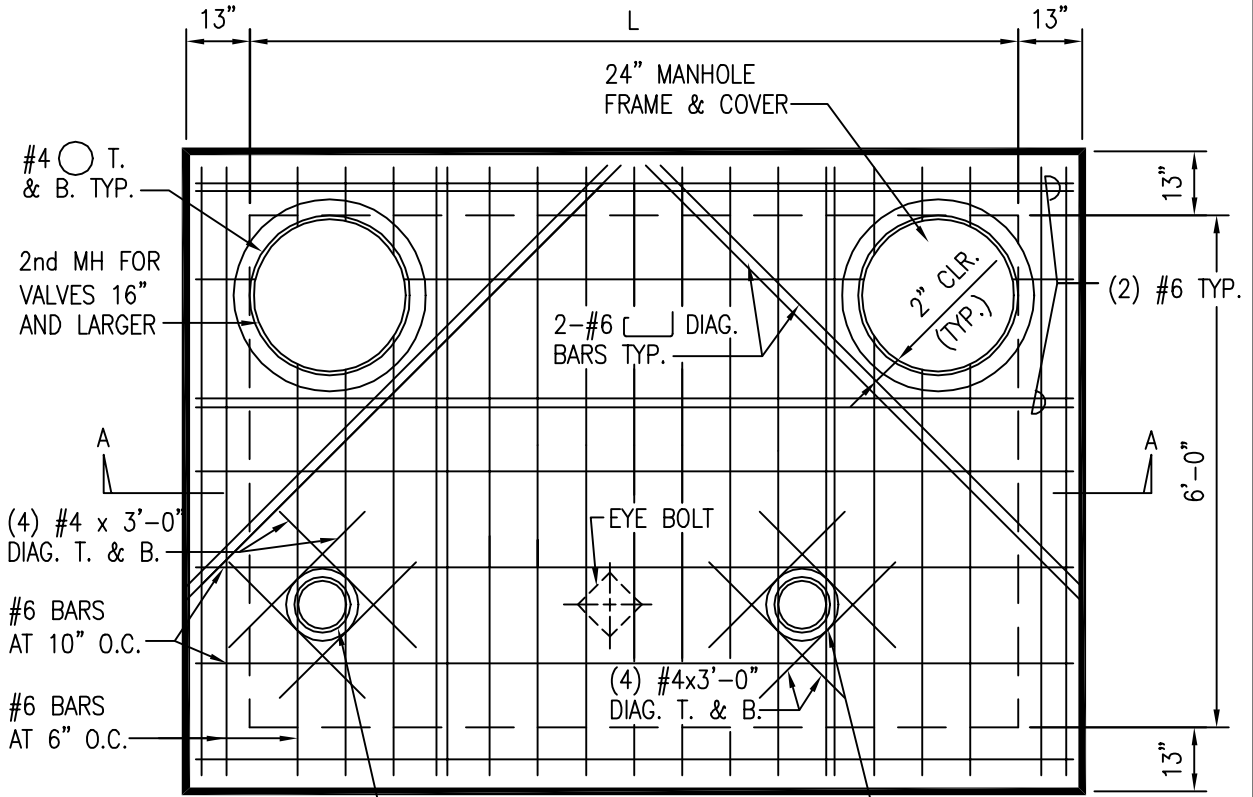 13”
L
13”
24” MANHOLE
FRAME & COVER
#4 T.
& B. TYP.
13”
2nd MH FOR
VALVES 16”
AND LARGER
2” CLR.
(TYP.)
(2) #6 TYP.
2-#6 DIAG.
BARS TYP.
A
A
6’-0”
(4) #4 x 3’-0”
DIAG. T. & B.
EYE BOLT
#6 BARS
AT 10” O.C.
(4) #4x3’-0”
DIAG. T. & B.
#6 BARS
AT 6” O.C.
13”